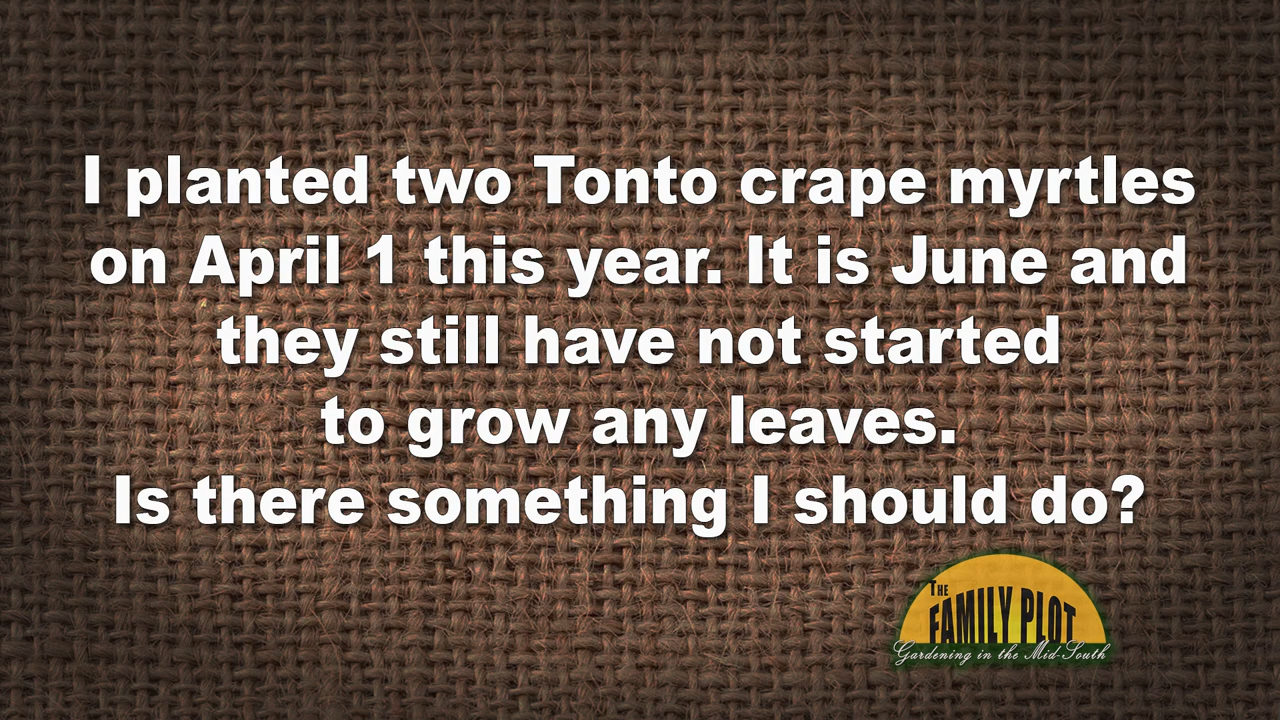 I planted two Tonto crape myrtles
on April 1 this year. It is June and
they still have not started
to grow any leaves.
Is there something I should do?
THE
FAMILY PLOT
Gardening in the Mid-South